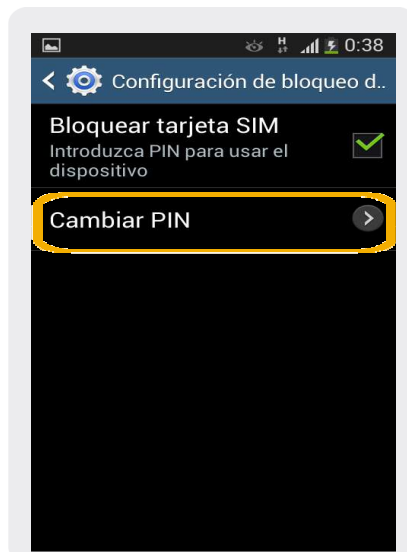 H 0:38
< Configuración de bloqueo d..
Bloquear tarjeta SIM
Introduzca PIN para usar el
dispositivo
Cambiar PIN